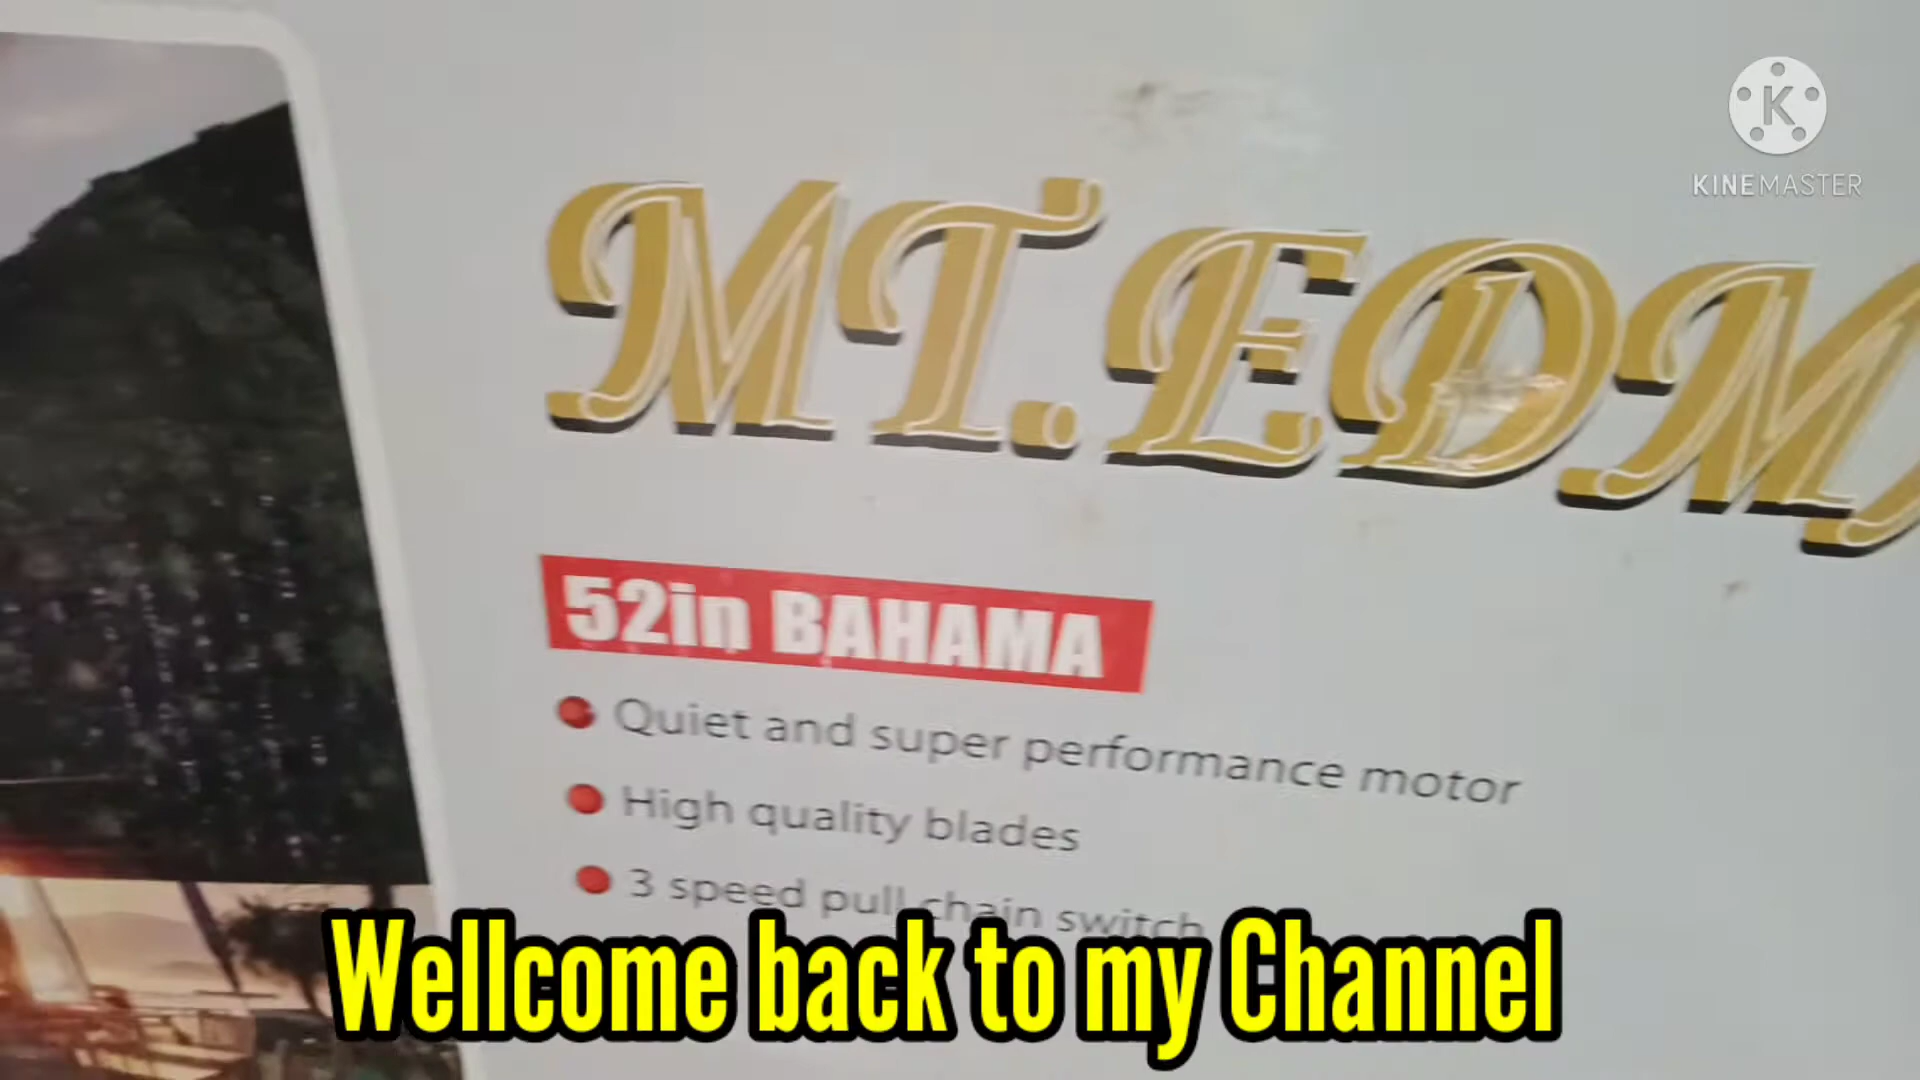 K
KINEMASTER
MT.EDM
52in BAHAMA
Quiet and super performance motor
High quality blades
3 speed pull chain switch
Wellcome back to my Channel